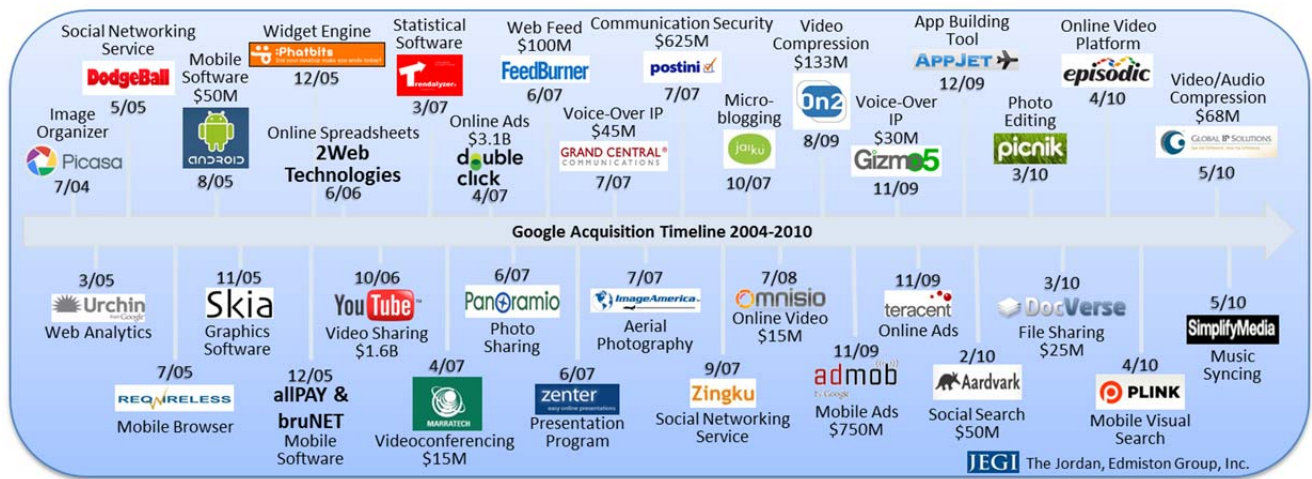 Social Networking
Service
DodgeBall
5/05
Image
Organizer
Picasa
7/04
Mobile
Software
$50M
ANDROID
8/05
Widget Engine
:Phatbits
12/05
Online Spreadsheets
2Web
Technologies
6/06
Statistical
Software
Trendalyzer
3/07
Online Ads
$3.1B
double
click
4/07
Web Feed
$100M
FeedBurner
6/07
Voice-Over IP
$45M
GRAND CENTRAL®
COMMUNICATIONS
7/07
Communication Security
$625M
postini
7/07
Micro-
blogging
jaiku
10/07
Video
Compression
$133M
On2
8/09
Voice-Over
IP
$30M
Gizmo5
11/09
App Building
Tool
APPJET
12/09
Photo
Editing
picnik
3/10
Online Video
Platform
episodic
4/10
Video/Audio
Compression
$68M
GLOBAL IP SOLUTIONS
5/10
Google Acquisition Timeline 2004-2010
3/05
Urchin
from Google
Web Analytics
7/05
REQWIRELESS
Mobile Browser
11/05
Skia
Graphics
Software
12/05
allPAY &
bruNET
Mobile
Software
10/06
YouTube™
Video Sharing
$1.6B
4/07
MARRATECH
Videoconferencing
$15M
6/07
Panoramio
Photo
Sharing
6/07
zenter
easy online presentations
Presentation
Program
7/07
ImageAmerica
Aerial
Photography
9/07
Zingku
Social Networking
Service
7/08
Omnisio
Online Video
$15M
11/09
admob
by Google
Mobile Ads
$750M
11/09
teracent
Online Ads
2/10
Aardvark
Social Search
$50M
3/10
DocVerse
File Sharing
$25M
4/10
PLINK
Mobile Visual
Search
5/10
SimplifyMedia
Music
Syncing
JEGI The Jordan, Edmiston Group, Inc.